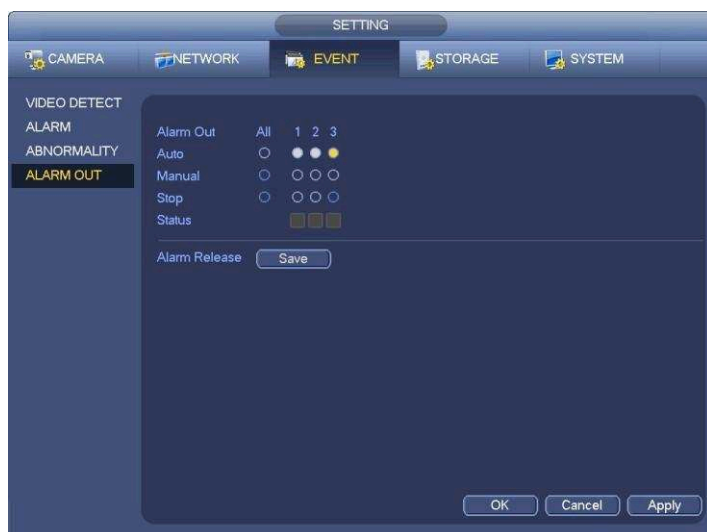 SETTING
CAMERA NETWORK EVENT STORAGE SYSTEM
VIDEO DETECT
ALARM
ABNORMALITY
ALARM OUT
Alarm Out All 1 2 3
Auto
Manual
Stop
Status
Alarm Release Save
OK Cancel Apply